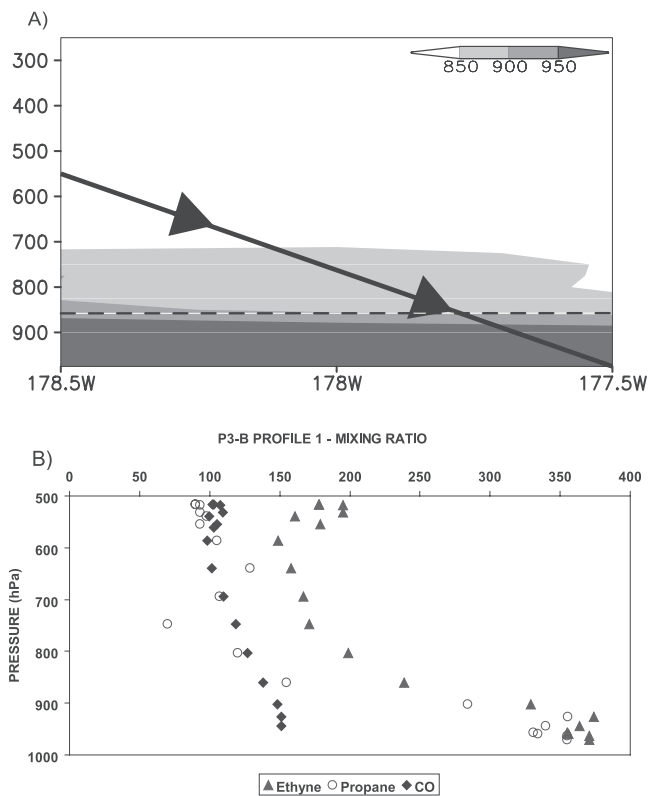 A)
850 900 950
300
400
500
600
700
800
900
178.5W 178W 177.5W
P3-B PROFILE 1 - MIXING RATIO
B)
0 50 100 150 200 250 300 350 400
500
600
700
800
900
1000
PRESSURE (hPa)
Ethyne Propane CO